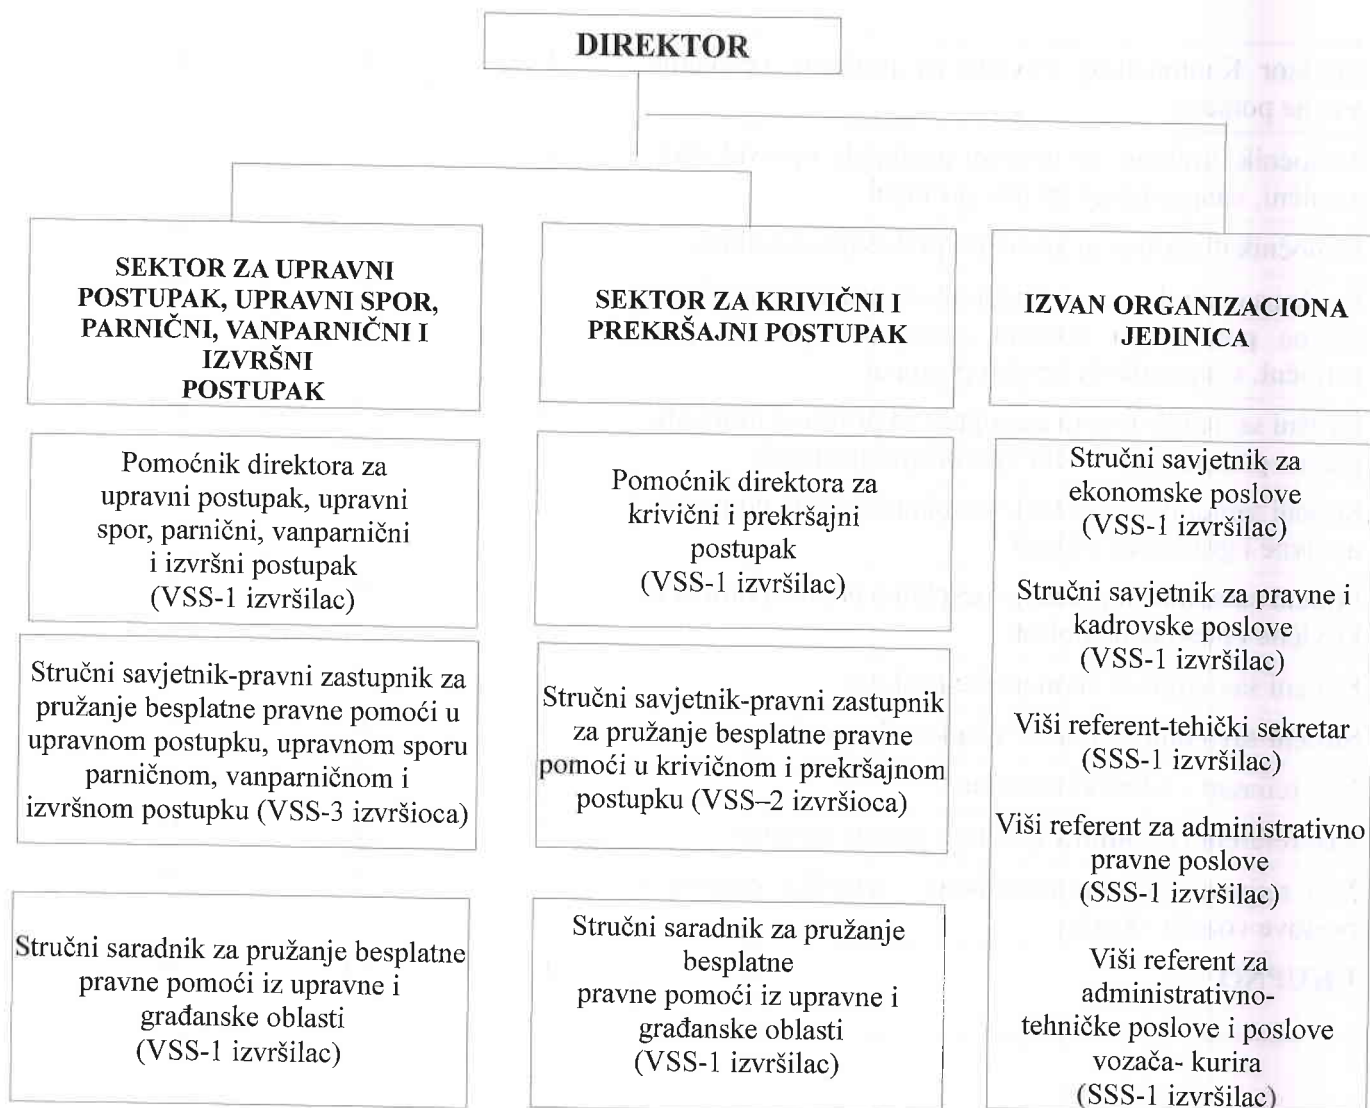 DIREKTOR
SEKTOR ZA UPRAVNI
POSTUPAK, UPRAVNI SPOR,
PARNIČNI, VANPARNIČNI I
IZVRŠNI
POSTUPAK
SEKTOR ZA KRIVIČNI I
PREKRŠAJNI POSTUPAK
IZVAN ORGANIZACIONA
JEDINICA
Pomoćnik direktora za
upravni postupak, upravni
spor, parnični, vanparnični
i izvršni postupak
(VSS-1 izvršilac)
Pomoćnik direktora za
krivični i prekršajni
postupak
(VSS-1 izvršilac)
Stručni savjetnik za
ekonomske poslove
(VSS-1 izvršilac)
Stručni savjetnik za pravne i
kadrovske poslove
(VSS-1 izvršilac)
Viši referent-tehički sekretar
(SSS-1 izvršilac)
Viši referent za administrativno
pravne poslove
(SSS-1 izvršilac)
Viši referent za
administrativno-
tehničke poslove i poslove
vozača- kurira
(SSS-1 izvršilac)
Stručni savjetnik-pravni zastupnik za
pružanje besplatne pravne pomoći u
upravnom postupku, upravnom sporu
parničnom, vanparničnom i
izvršnom postupku (VSS-3 izvršioca)
Stručni savjetnik-pravni zastupnik
za pružanje besplatne pravne
pomoći u krivičnom i prekršajnom
postupku (VSS–2 izvršioca)
Stručni saradnik za pružanje besplatne
pravne pomoći iz upravne i
građanske oblasti
(VSS-1 izvršilac)
Stručni saradnik za pružanje
besplatne
pravne pomoći iz upravne i
građanske oblasti
(VSS-1 izvršilac)